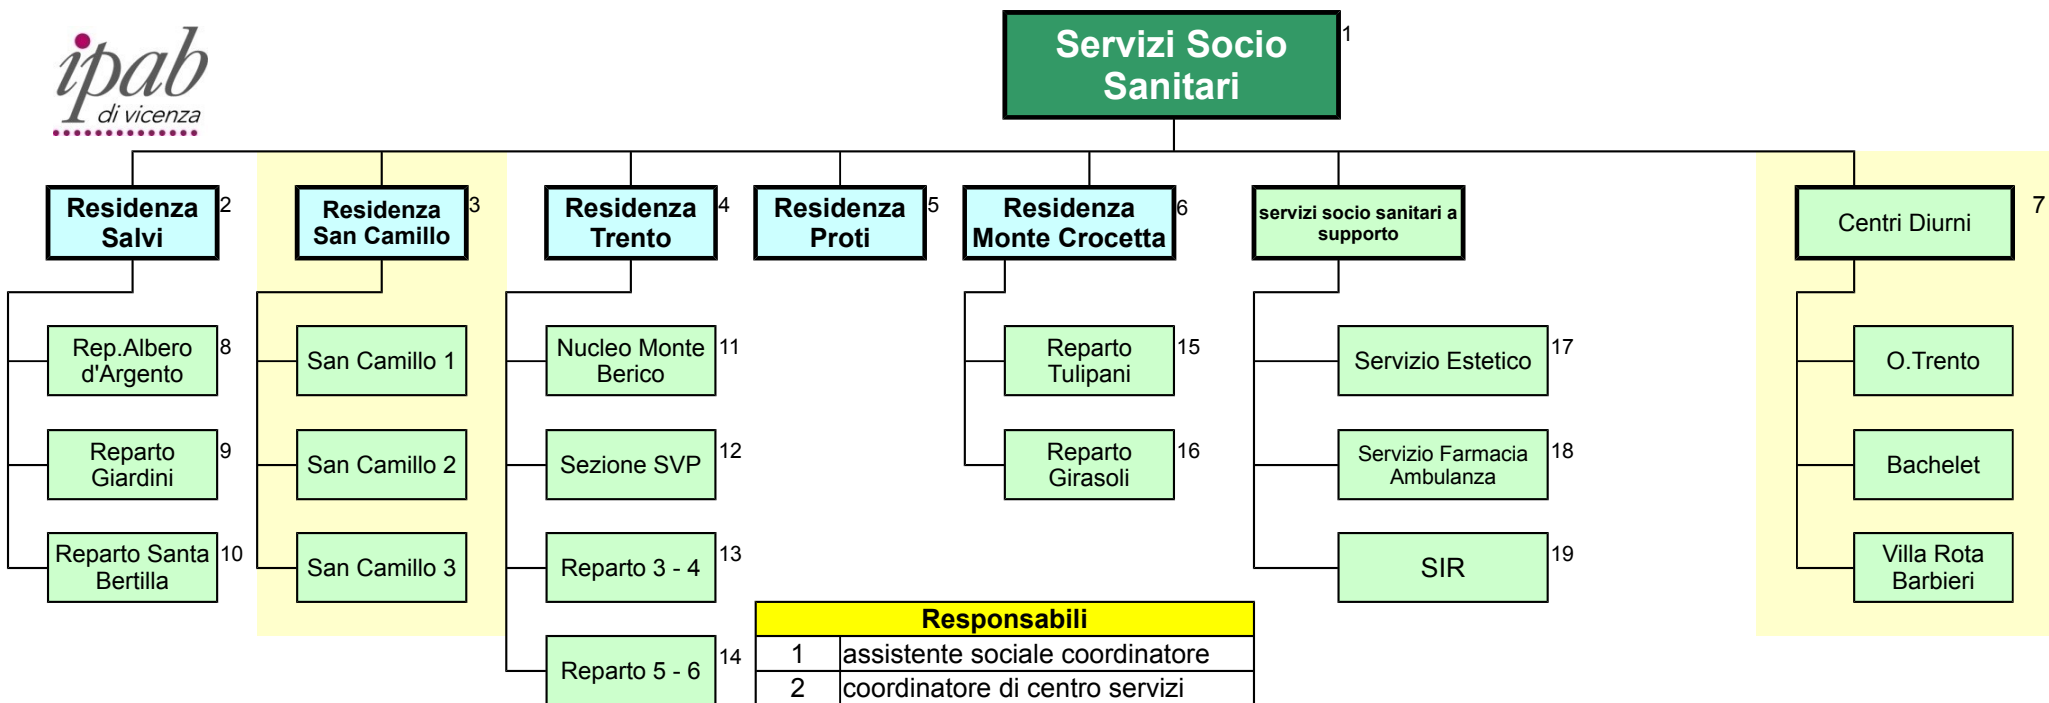 ipab
di vicenza
Servizi Socio
Sanitari
1
Residenza
Salvi
2
Residenza
San Camillo
3
Residenza
Trento
4
Residenza
Proti
5
Residenza
Monte Crocetta
6
servizi socio sanitari a
supporto
Centri Diurni
7
Rep.Albero
d'Argento
8
San Camillo 1
Nucleo Monte
Berico
11
Reparto
Tulipani
15
Servizio Estetico
17
O.Trento
Reparto
Giardini
9
San Camillo 2
Sezione SVP
12
Reparto
Girasoli
16
Servizio Farmacia
Ambulanza
18
Bachelet
Reparto Santa
Bertilla
10
San Camillo 3
Reparto 3 - 4
13
SIR
19
Villa Rota
Barbieri
Reparto 5 - 6
14
Responsabili
1 assistente sociale coordinatore
2 coordinatore di centro servizi